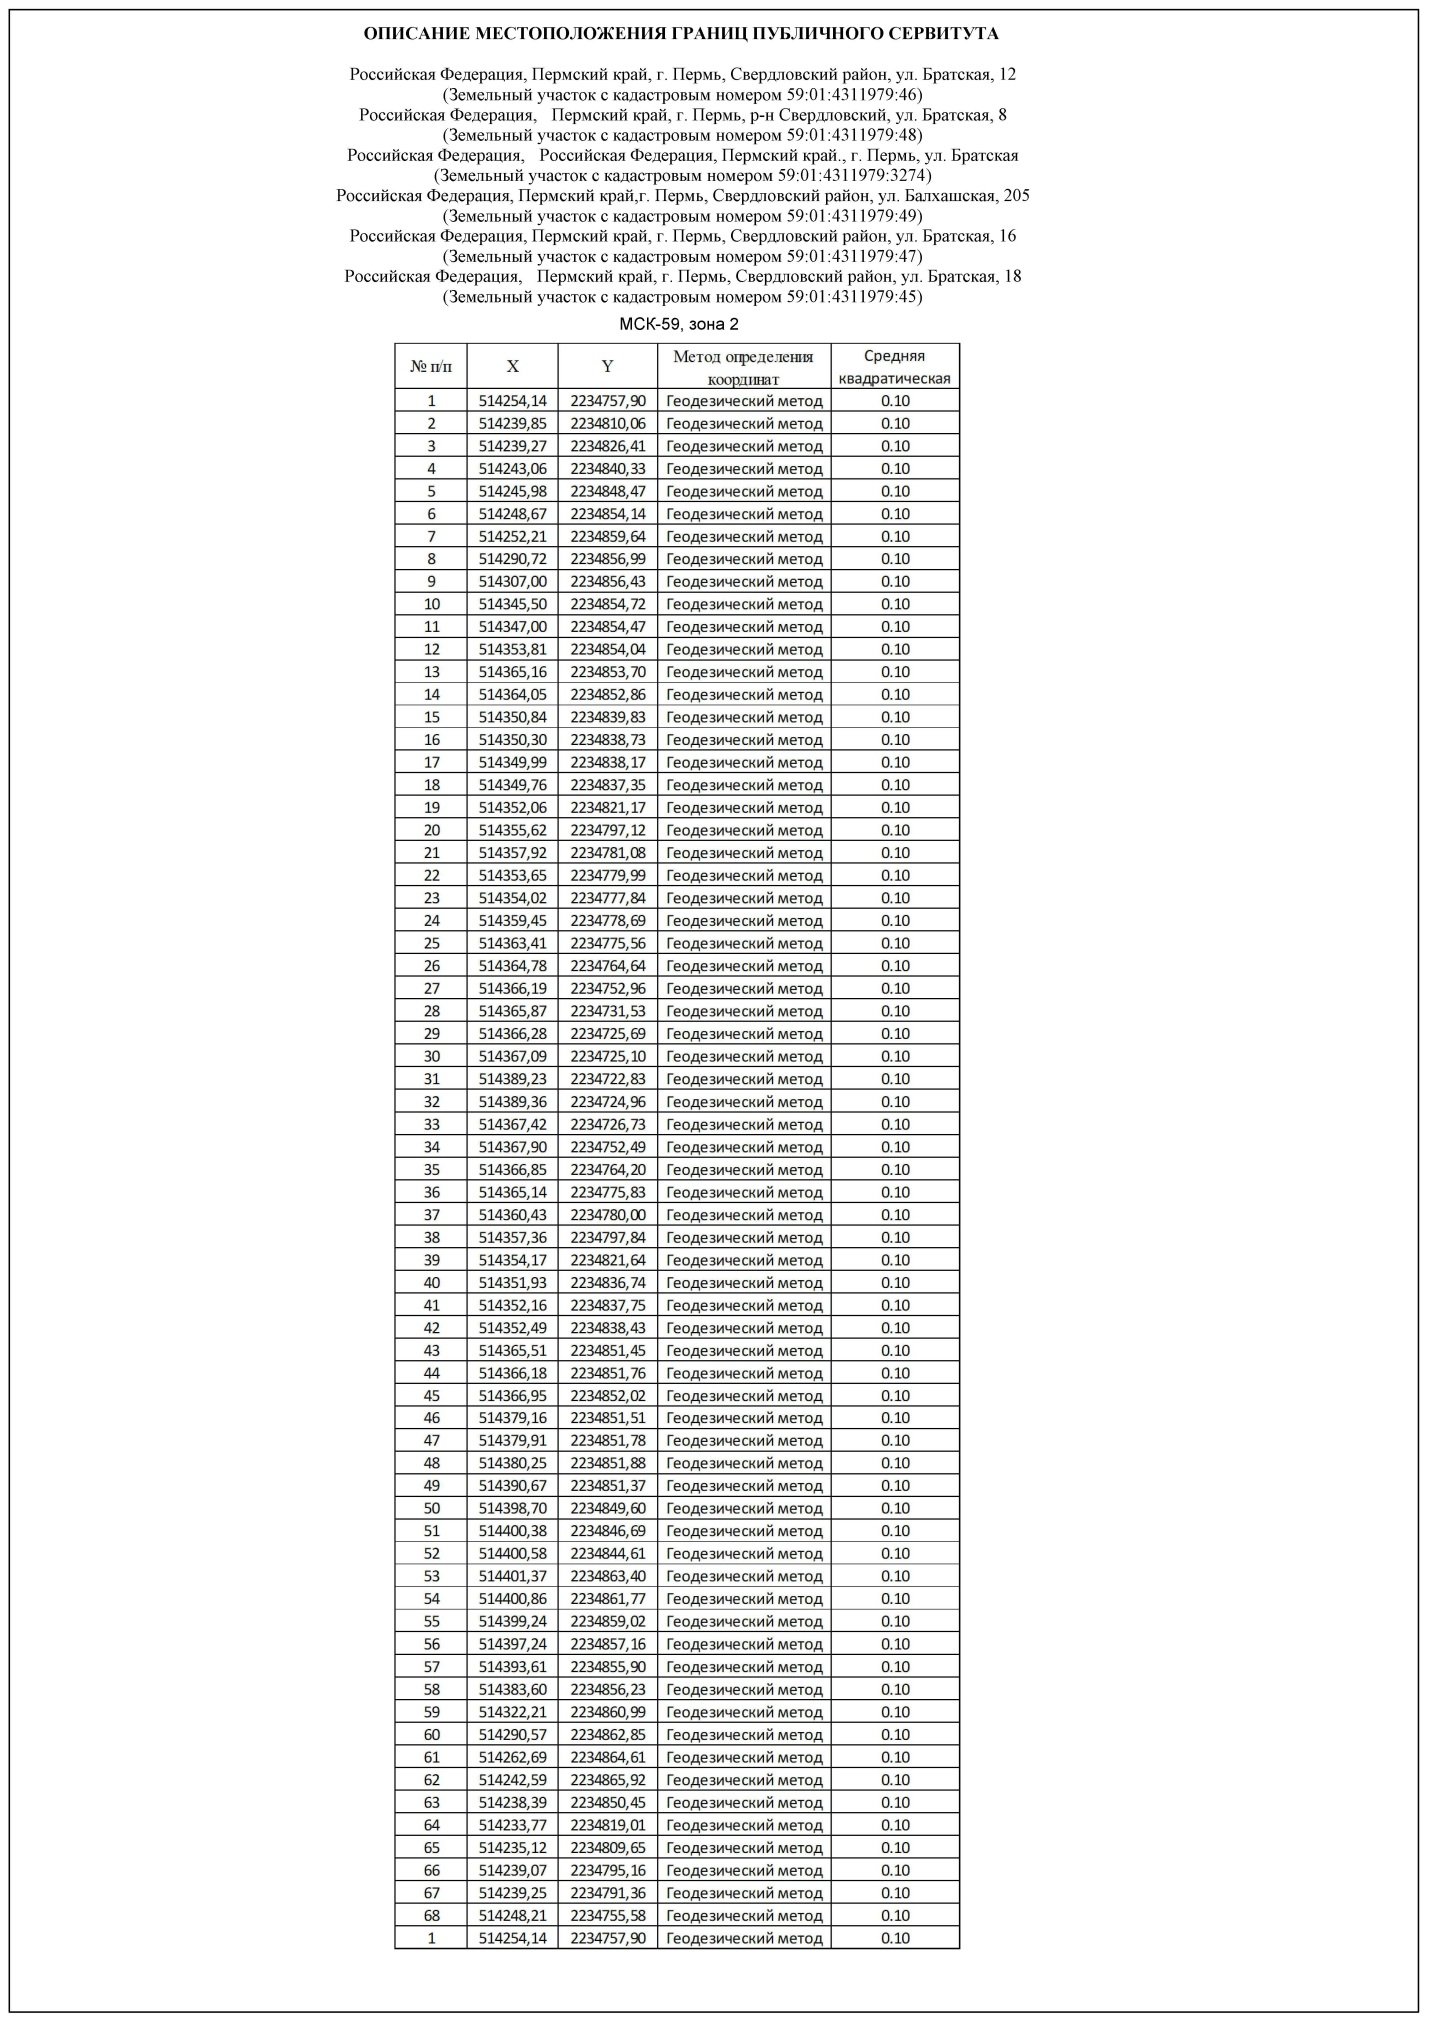 ОПИСАНИЕ МЕСТОПОЛОЖЕНИЯ ГРАНИЦ ПУБЛИЧНОГО СЕРВИТУТА
Российская Федерация, Пермский край, г. Пермь, Свердловский район, ул. Братская, 12
(Земельный участок с кадастровым номером 59:01:4311979:46)
Российская Федерация, Пермский край, г. Пермь, р-н Свердловский, ул. Братская, 8
(Земельный участок с кадастровым номером 59:01:4311979:48)
Российская Федерация, Российская Федерация, Пермский край., г. Пермь, ул. Братская
(Земельный участок с кадастровым номером 59:01:4311979:3274)
Российская Федерация, Пермский край,г. Пермь, Свердловский район, ул. Балхашская, 205
(Земельный участок с кадастровым номером 59:01:4311979:49)
Российская Федерация, Пермский край, г. Пермь, Свердловский район, ул. Братская, 16
(Земельный участок с кадастровым номером 59:01:4311979:47)
Российская Федерация, Пермский край, г. Пермь, Свердловский район, ул. Братская, 18
(Земельный участок с кадастровым номером 59:01:4311979:45)
МСК-59, зона 2
№ п/п X Y Метод определения координат Средняя квадратическая
1 514254,14 2234757,90 Геодезический метод 0.10
2 514239,85 2234810,06 Геодезический метод 0.10
3 514239,27 2234826,41 Геодезический метод 0.10
4 514243,06 2234840,33 Геодезический метод 0.10
5 514245,98 2234848,47 Геодезический метод 0.10
6 514248,67 2234854,14 Геодезический метод 0.10
7 514252,21 2234859,64 Геодезический метод 0.10
8 514290,72 2234856,99 Геодезический метод 0.10
9 514307,00 2234856,43 Геодезический метод 0.10
10 514345,50 2234854,72 Геодезический метод 0.10
11 514347,00 2234854,47 Геодезический метод 0.10
12 514353,81 2234854,04 Геодезический метод 0.10
13 514365,16 2234853,70 Геодезический метод 0.10
14 514364,05 2234852,86 Геодезический метод 0.10
15 514350,84 2234839,83 Геодезический метод 0.10
16 514350,30 2234838,73 Геодезический метод 0.10
17 514349,99 2234838,17 Геодезический метод 0.10
18 514349,76 2234837,35 Геодезический метод 0.10
19 514352,06 2234821,17 Геодезический метод 0.10
20 514355,62 2234797,12 Геодезический метод 0.10
21 514357,92 2234781,08 Геодезический метод 0.10
22 514353,65 2234779,99 Геодезический метод 0.10
23 514354,02 2234777,84 Геодезический метод 0.10
24 514359,45 2234778,69 Геодезический метод 0.10
25 514363,41 2234775,56 Геодезический метод 0.10
26 514364,78 2234764,64 Геодезический метод 0.10
27 514366,19 2234752,96 Геодезический метод 0.10
28 514365,87 2234731,53 Геодезический метод 0.10
29 514366,28 2234725,69 Геодезический метод 0.10
30 514367,09 2234725,10 Геодезический метод 0.10
31 514389,23 2234722,83 Геодезический метод 0.10
32 514389,36 2234724,96 Геодезический метод 0.10
33 514367,42 2234726,73 Геодезический метод 0.10
34 514367,90 2234752,49 Геодезический метод 0.10
35 514366,85 2234764,20 Геодезический метод 0.10
36 514365,14 2234775,83 Геодезический метод 0.10
37 514360,43 2234780,00 Геодезический метод 0.10
38 514357,36 2234797,84 Геодезический метод 0.10
39 514354,17 2234821,64 Геодезический метод 0.10
40 514351,93 2234836,74 Геодезический метод 0.10
41 514352,16 2234837,75 Геодезический метод 0.10
42 514352,49 2234838,43 Геодезический метод 0.10
43 514365,51 2234851,45 Геодезический метод 0.10
44 514366,18 2234851,76 Геодезический метод 0.10
45 514366,95 2234852,02 Геодезический метод 0.10
46 514379,16 2234851,51 Геодезический метод 0.10
47 514379,91 2234851,78 Геодезический метод 0.10
48 514380,25 2234851,88 Геодезический метод 0.10
49 514390,67 2234851,37 Геодезический метод 0.10
50 514398,70 2234849,60 Геодезический метод 0.10
51 514400,38 2234846,69 Геодезический метод 0.10
52 514400,58 2234844,61 Геодезический метод 0.10
53 514401,37 2234863,40 Геодезический метод 0.10
54 514400,86 2234861,77 Геодезический метод 0.10
55 514399,24 2234859,02 Геодезический метод 0.10
56 514397,24 2234857,16 Геодезический метод 0.10
57 514393,61 2234855,90 Геодезический метод 0.10
58 514383,60 2234856,23 Геодезический метод 0.10
59 514322,21 2234860,99 Геодезический метод 0.10
60 514290,57 2234862,85 Геодезический метод 0.10
61 514262,69 2234864,61 Геодезический метод 0.10
62 514242,59 2234865,92 Геодезический метод 0.10
63 514238,39 2234850,45 Геодезический метод 0.10
64 514233,77 2234819,01 Геодезический метод 0.10
65 514235,12 2234809,65 Геодезический метод 0.10
66 514239,07 2234795,16 Геодезический метод 0.10
67 514239,25 2234791,36 Геодезический метод 0.10
68 514248,21 2234755,58 Геодезический метод 0.10
1 514254,14 2234757,90 Геодезический метод 0.10